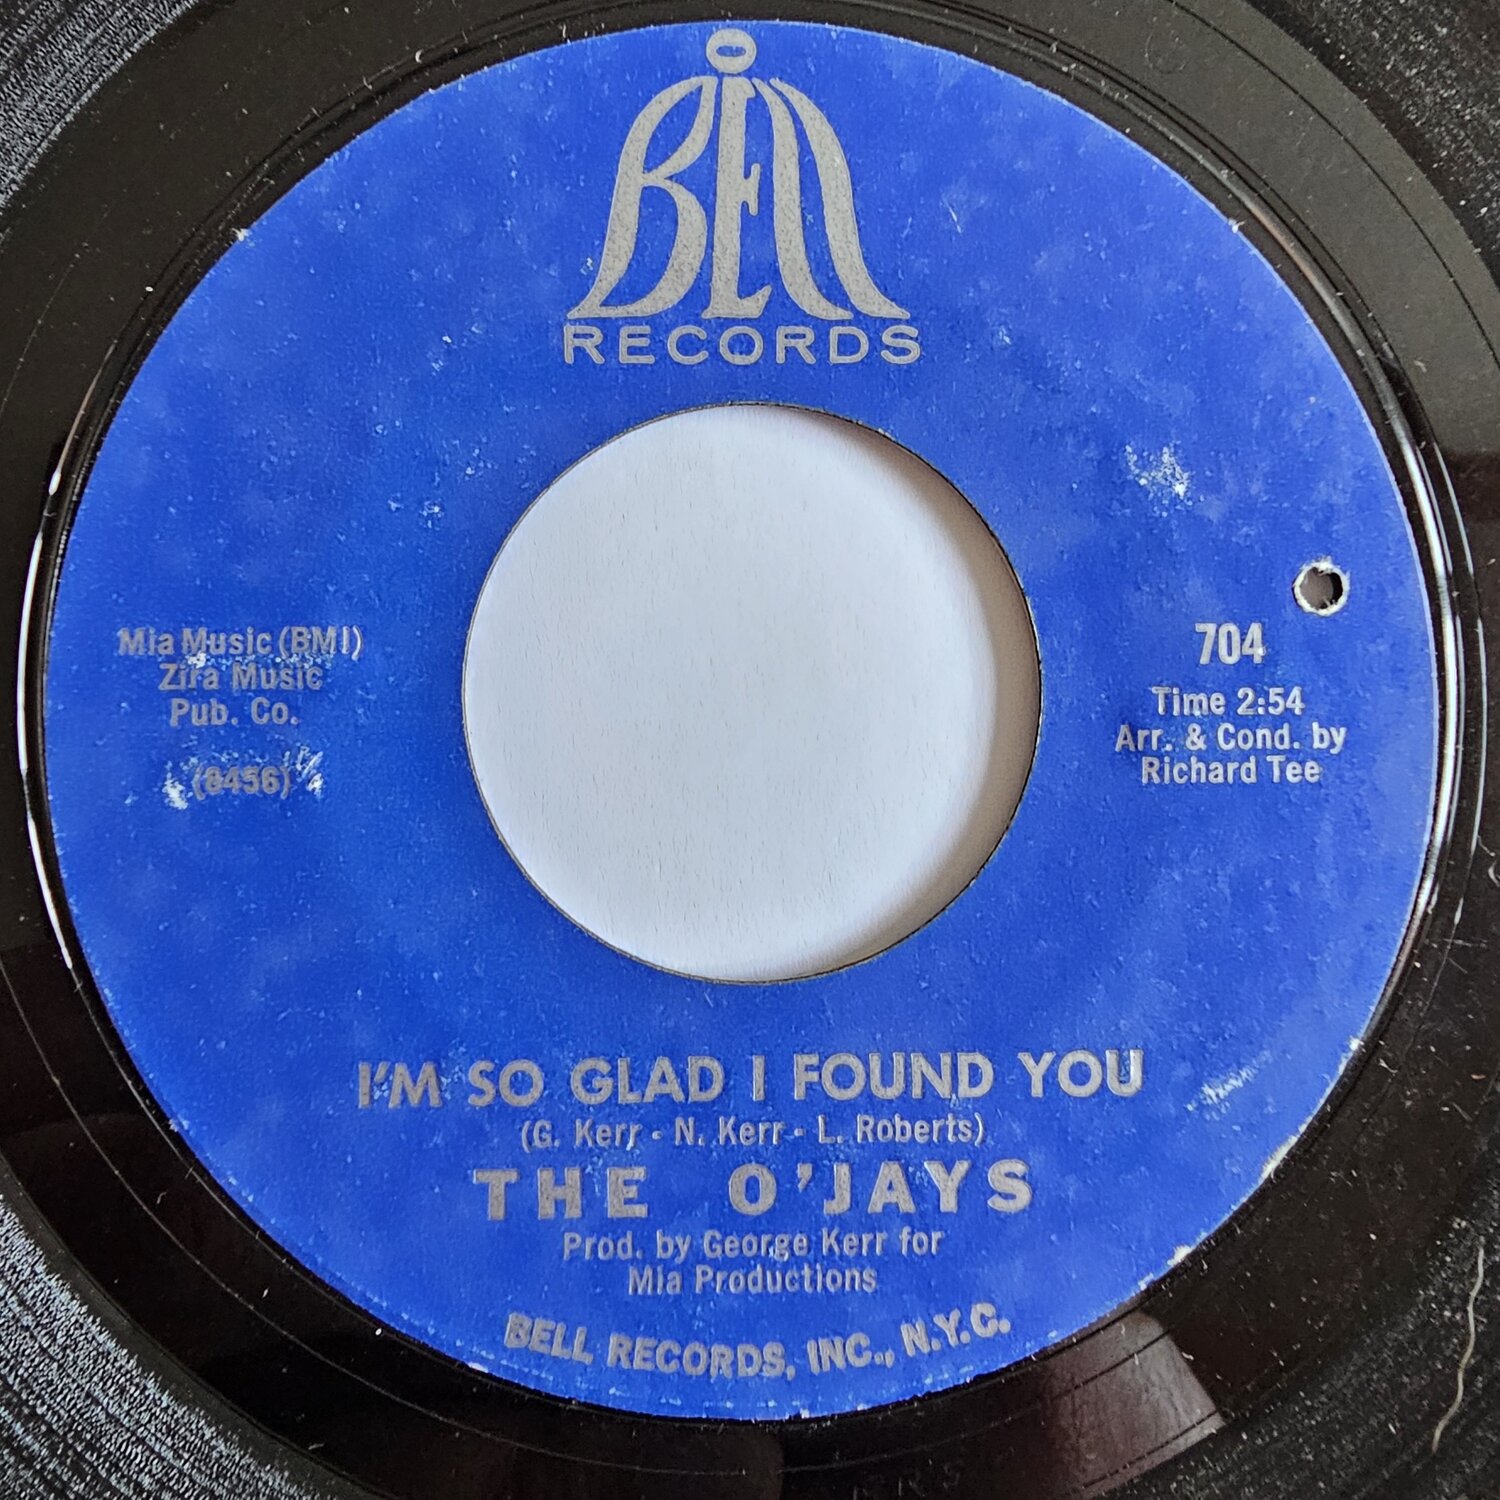 BELL
RECORDS
Mia Music (BMI)
Zira Music
Pub. Co.
(8456)
704
Time 2:54
Arr. & Cond. by
Richard Tee
I'M SO GLAD I FOUND YOU
(G. Kerr - N. Kerr - L. Roberts)
THE O'JAYS
Prod. by George Kerr for
Mia Productions
BELL RECORDS, INC., N.Y.C.